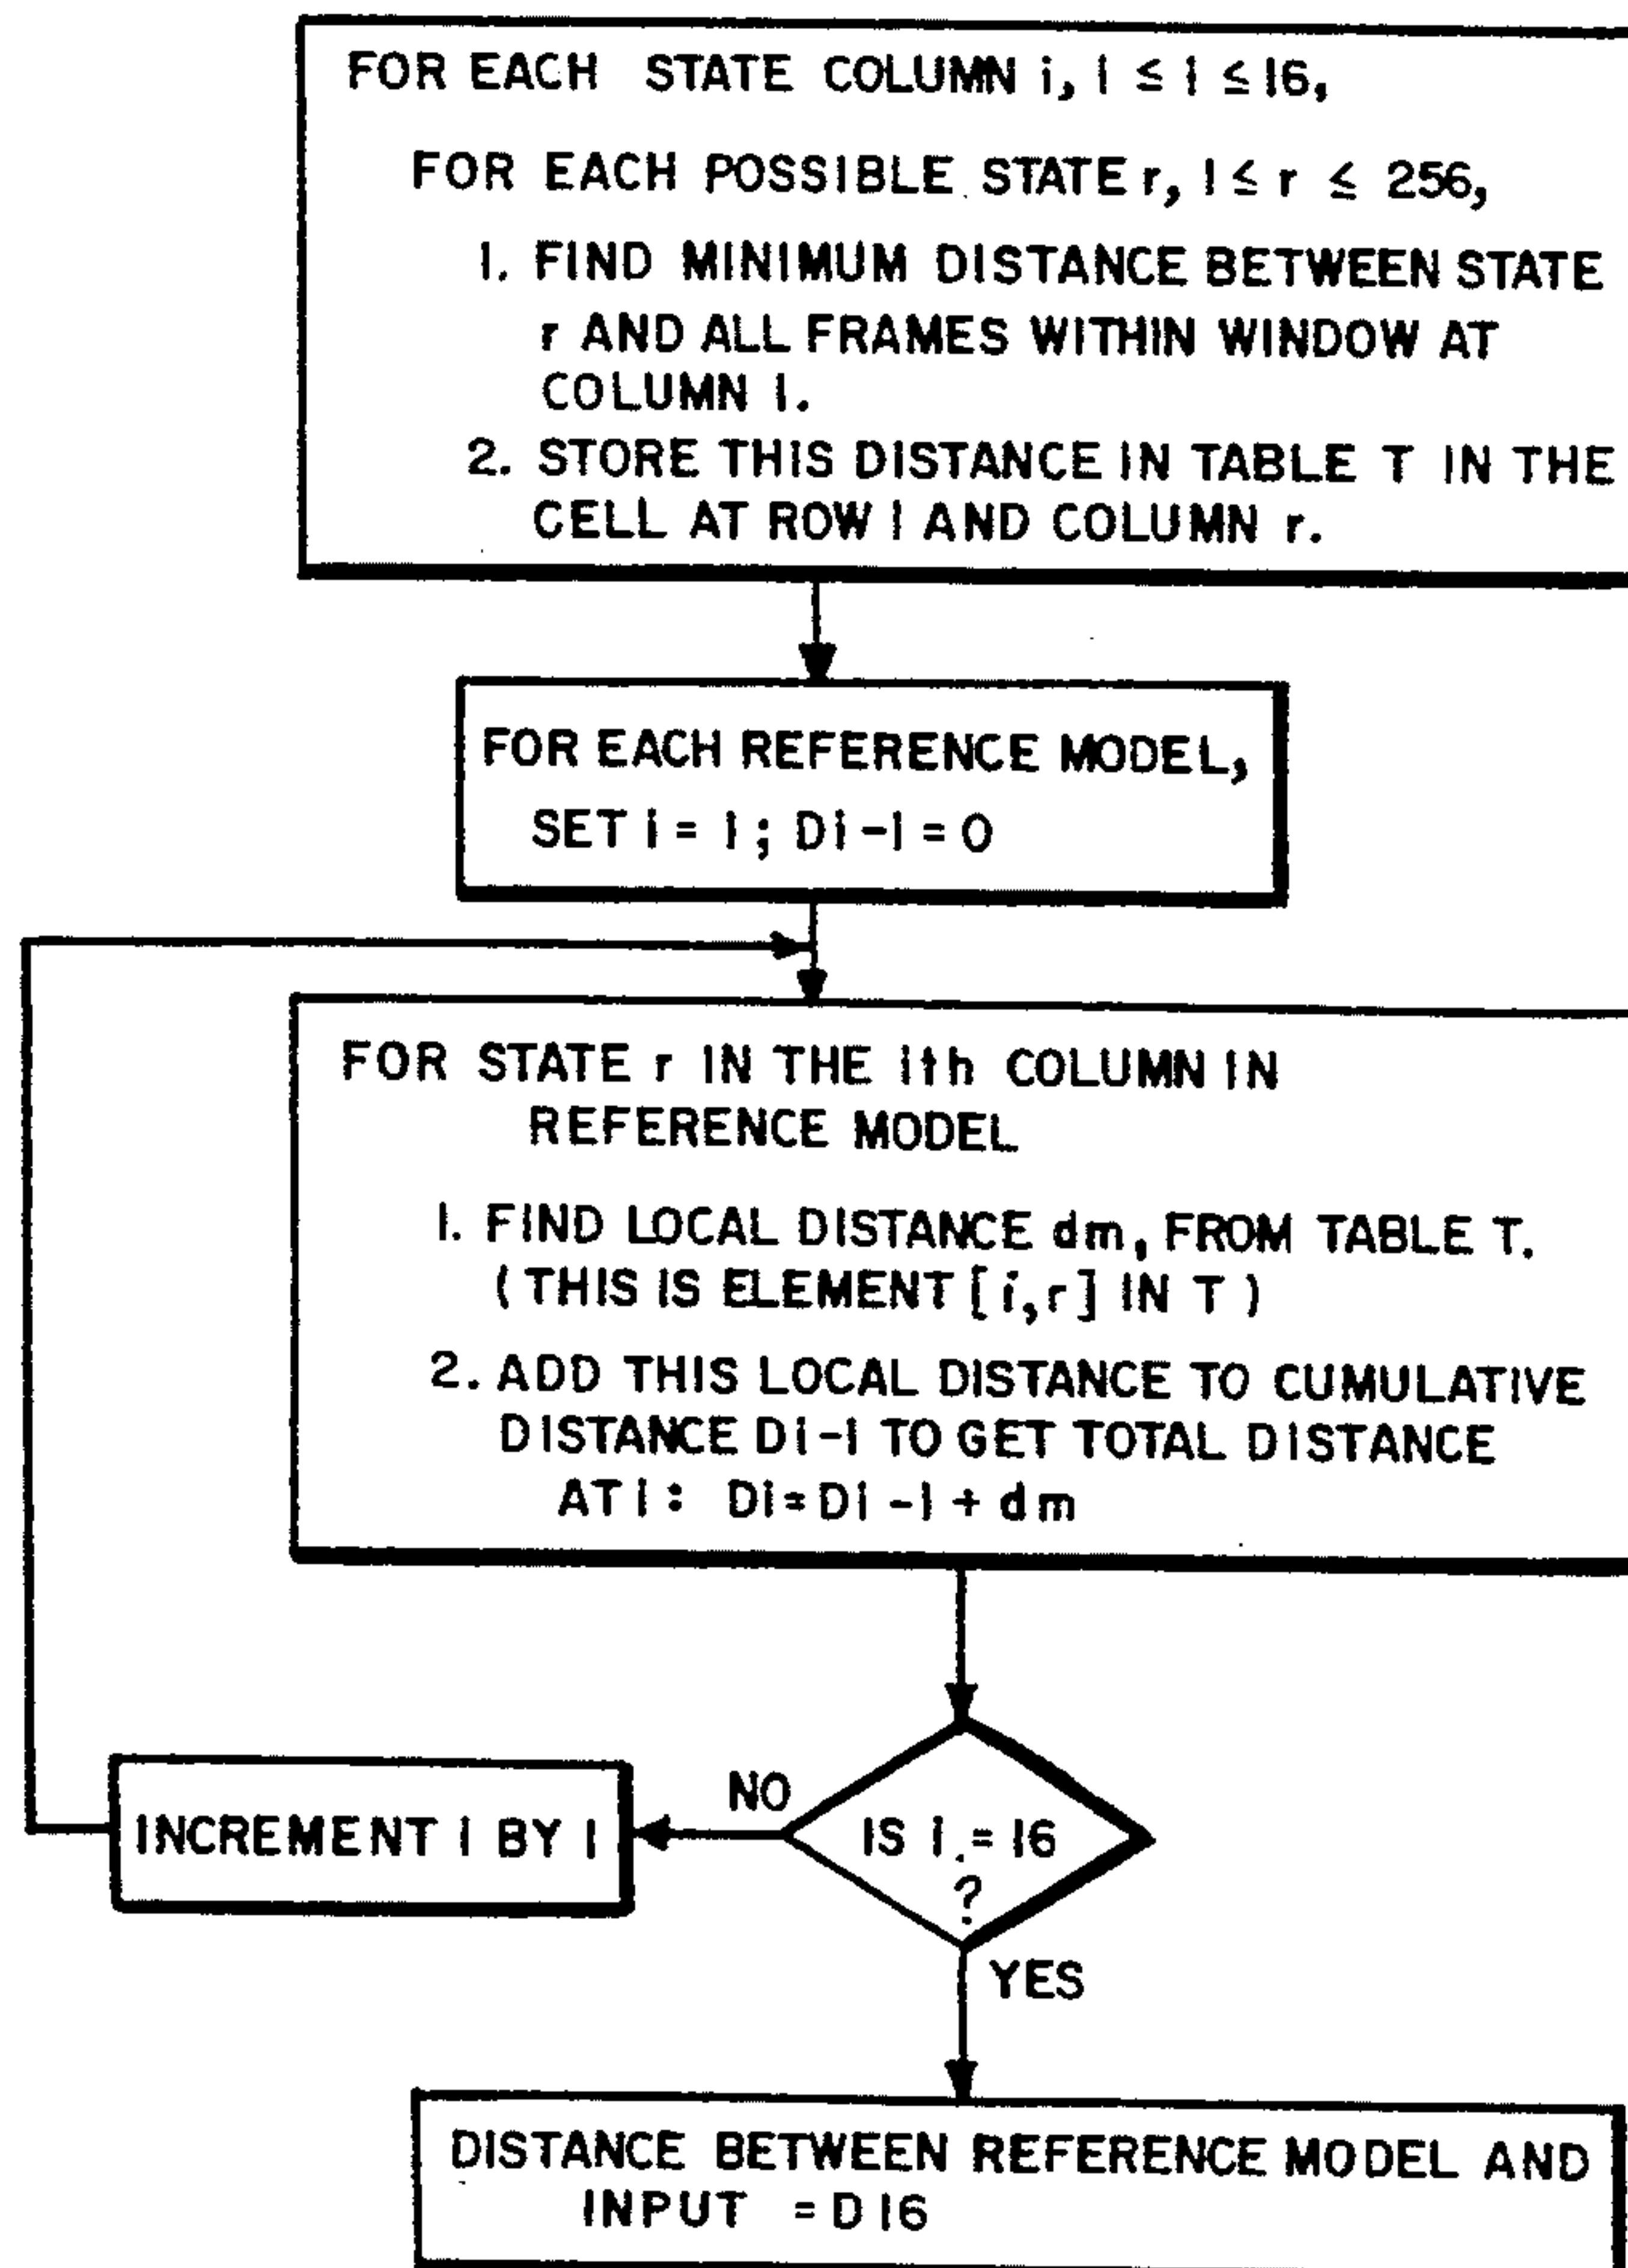 FOR EACH STATE COLUMN i, 1 ≤ i ≤ 16,
FOR EACH POSSIBLE STATE r, 1 ≤ r ≤ 256,
1. FIND MINIMUM DISTANCE BETWEEN STATE
r AND ALL FRAMES WITHIN WINDOW AT
COLUMN i.
2. STORE THIS DISTANCE IN TABLE T IN THE
CELL AT ROW i AND COLUMN r.
FOR EACH REFERENCE MODEL,
SET i = 1; Di-1 = 0
FOR STATE r IN THE ith COLUMN IN
REFERENCE MODEL
1. FIND LOCAL DISTANCE dm, FROM TABLE T.
(THIS IS ELEMENT [i,r] IN T)
2. ADD THIS LOCAL DISTANCE TO CUMULATIVE
DISTANCE Di-1 TO GET TOTAL DISTANCE
AT i: Di = Di-1 + dm
NO
INCREMENT i BY 1
IS i = 16
?
YES
DISTANCE BETWEEN REFERENCE MODEL AND
INPUT = D16